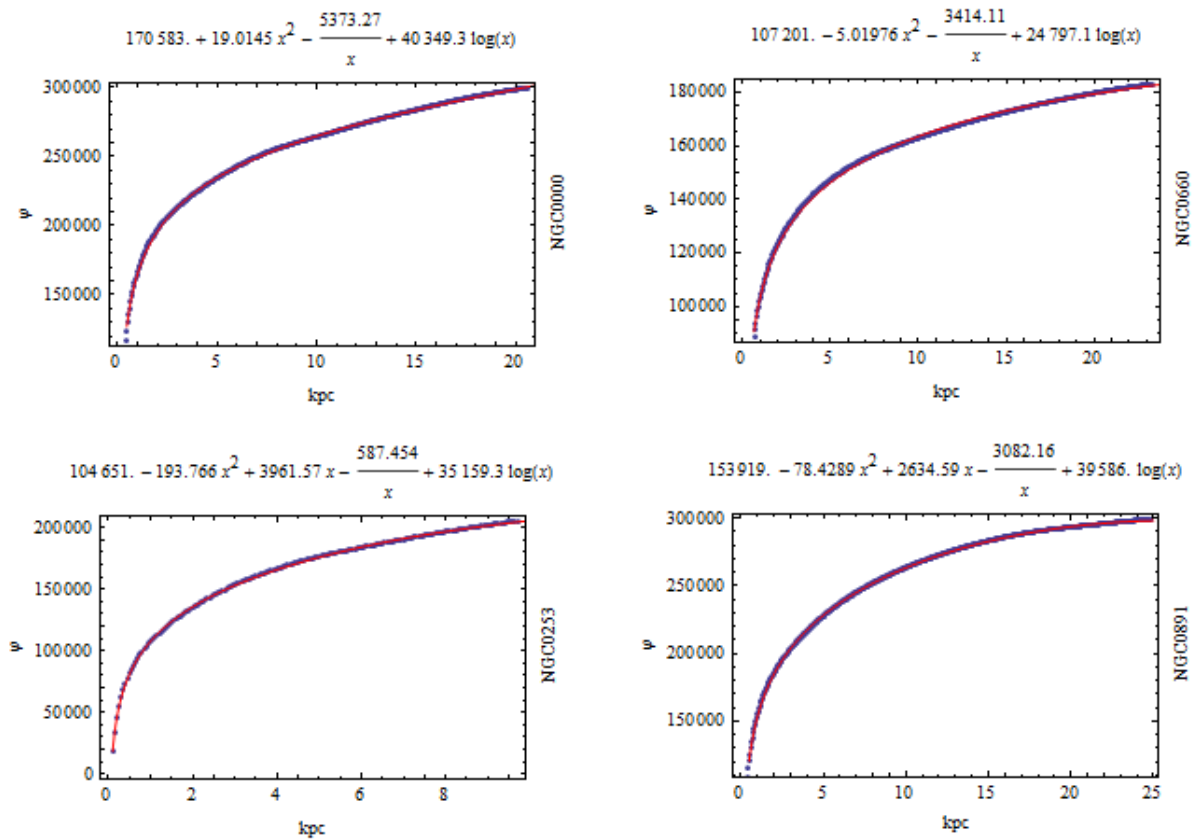 170 583. + 19.0145 x² − 5373.27/x + 40 349.3 log(x)
300000
250000
200000
150000
ψ
0 5 10 15 20
kpc
NGC0000
107 201. − 5.01976 x² − 3414.11/x + 24 797.1 log(x)
180000
160000
140000
120000
100000
ψ
0 5 10 15 20
kpc
NGC0660
104 651. − 193.766 x² + 3961.57 x − 587.454/x + 35 159.3 log(x)
200000
150000
100000
50000
0
ψ
0 2 4 6 8
kpc
NGC0253
153 919. − 78.4289 x² + 2634.59 x − 3082.16/x + 39 586. log(x)
300000
250000
200000
150000
ψ
0 5 10 15 20 25
kpc
NGC0891